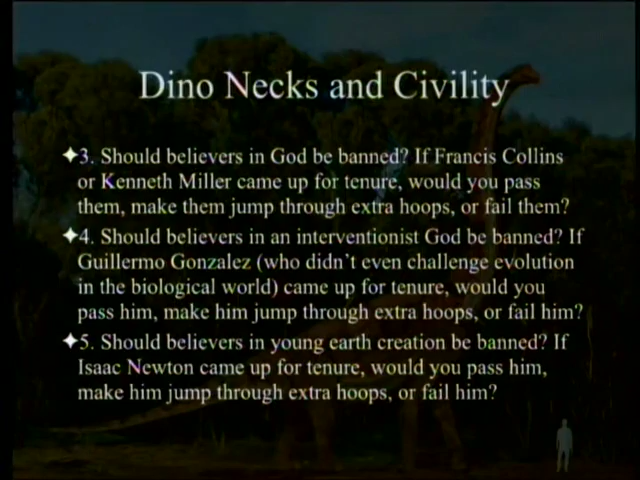 Dino Necks and Civility
✦3. Should believers in God be banned? If Francis Collins
or Kenneth Miller came up for tenure, would you pass
them, make them jump through extra hoops, or fail them?
✦4. Should believers in an interventionist God be banned? If
Guillermo Gonzalez (who didn't even challenge evolution
in the biological world) came up for tenure, would you
pass him, make him jump through extra hoops, or fail him?
✦5. Should believers in young earth creation be banned? If
Isaac Newton came up for tenure, would you pass him,
make him jump through extra hoops, or fail him?